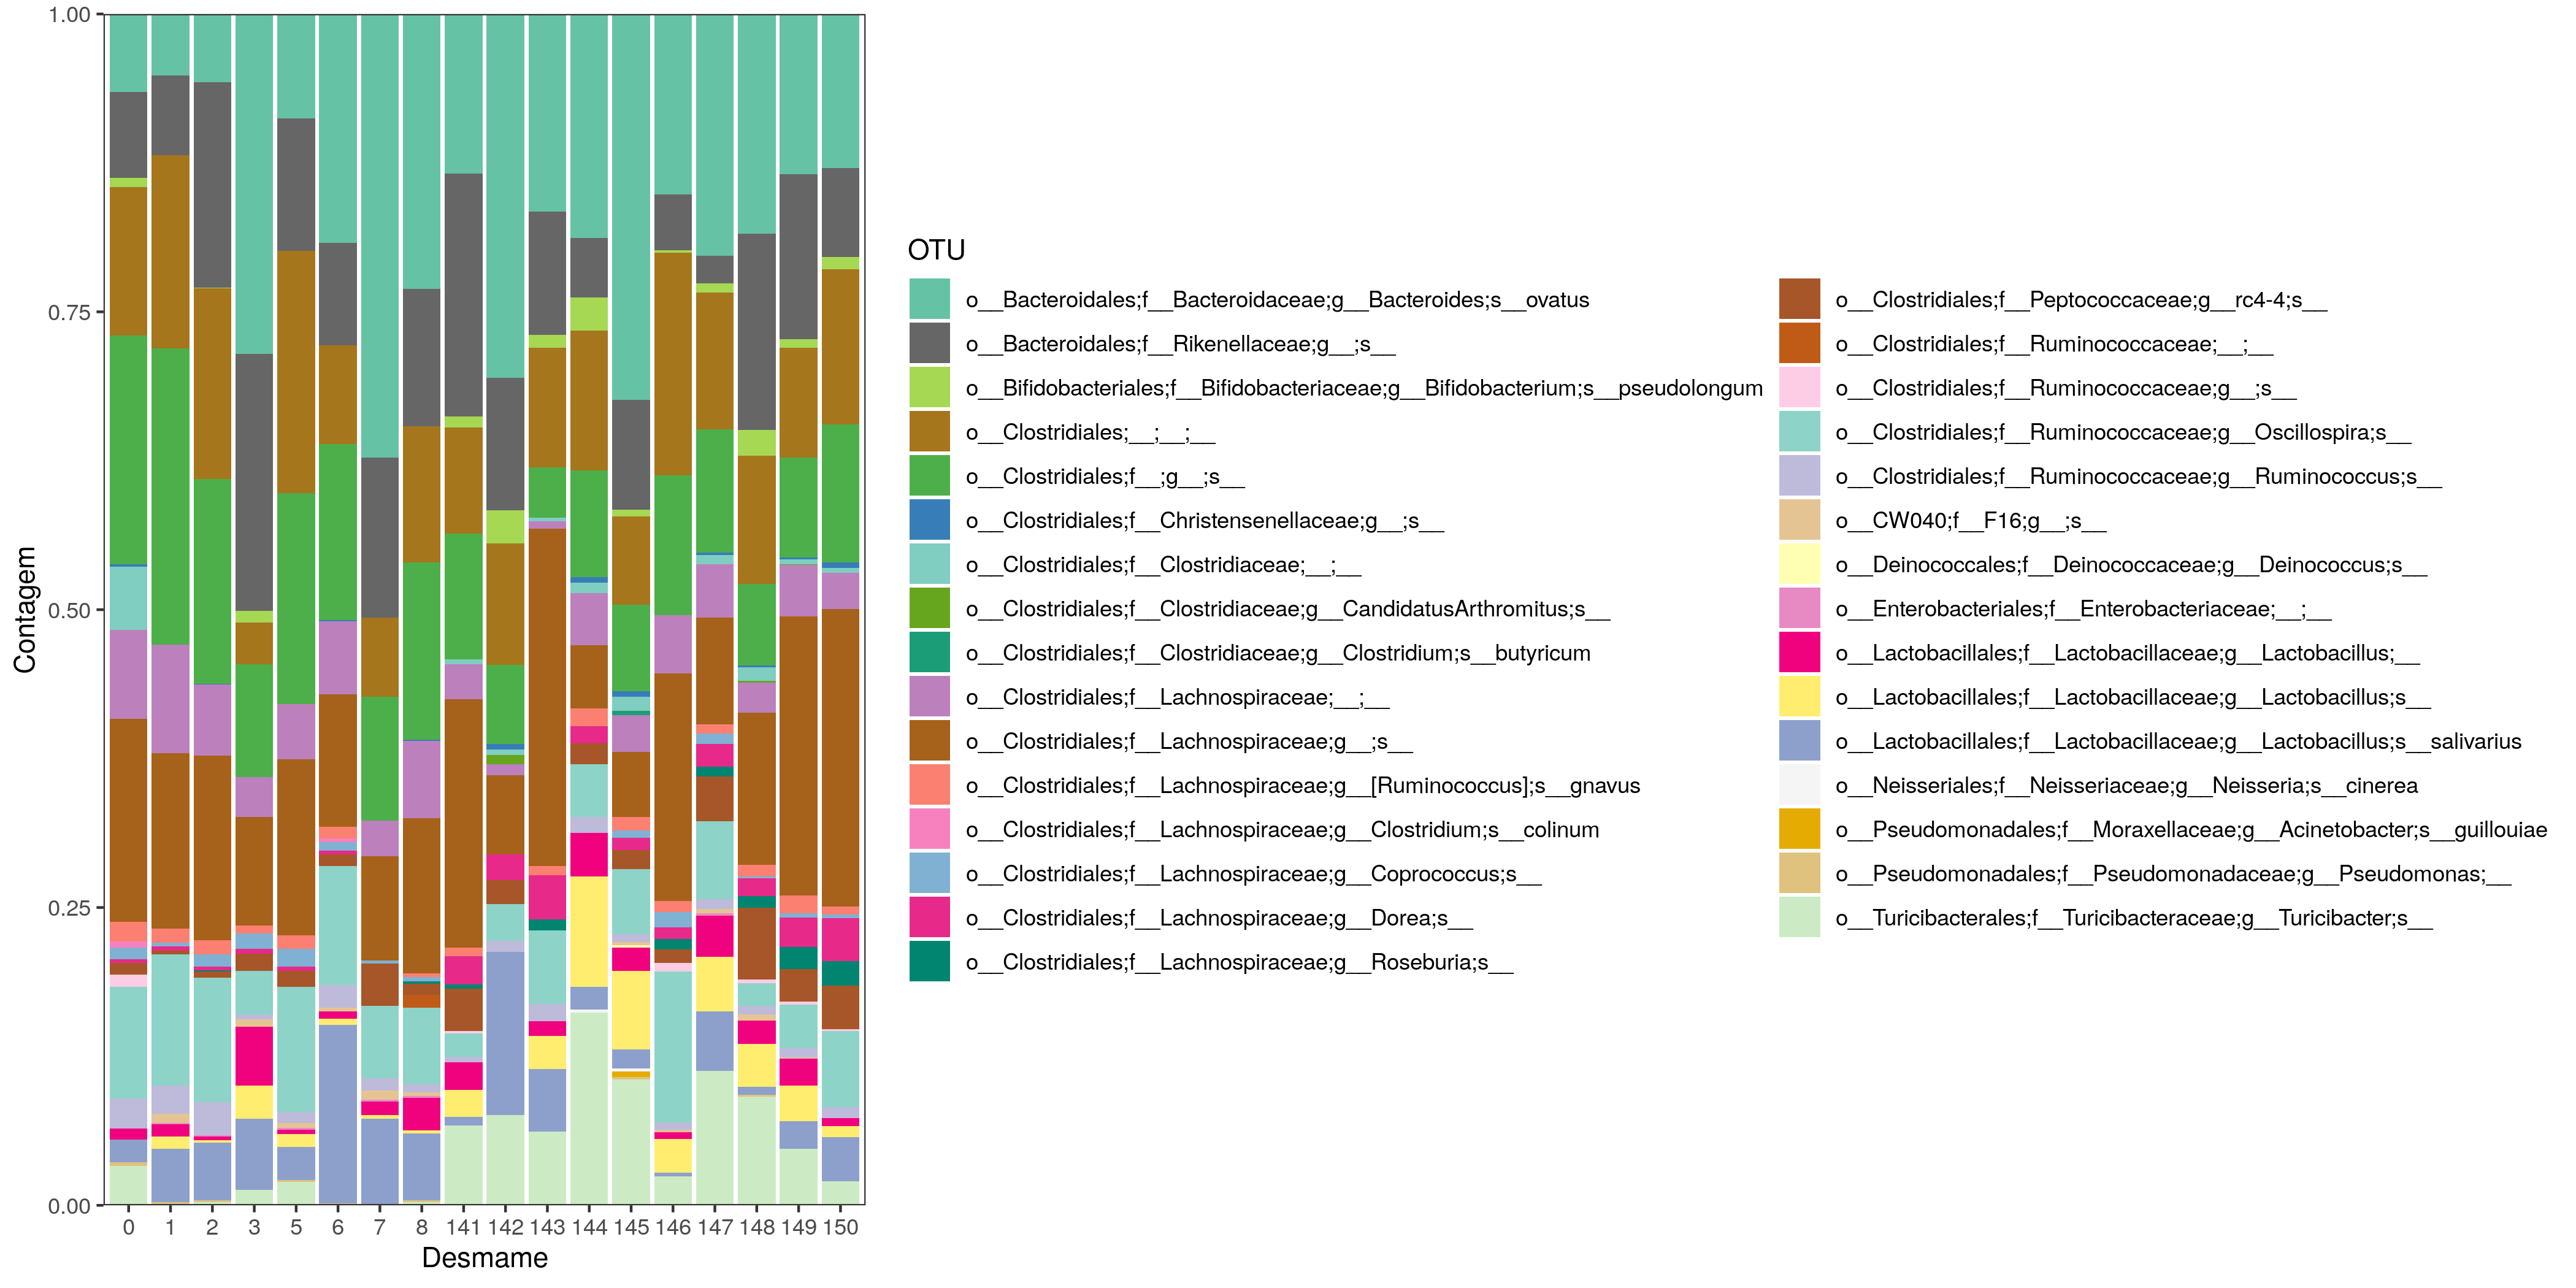 1.00
0.75
0.50
0.25
0.00
Contagem
0 1 2 3 5 6 7 8 141 142 143 144 145 146 147 148 149 150
Desmame
OTU
o__Bacteroidales;f__Bacteroidaceae;g__Bacteroides;s__ovatus
o__Bacteroidales;f__Rikenellaceae;g__;s__
o__Bifidobacteriales;f__Bifidobacteriaceae;g__Bifidobacterium;s__pseudolongum
o__Clostridiales;__;__;__
o__Clostridiales;f__;g__;s__
o__Clostridiales;f__Christensenellaceae;g__;s__
o__Clostridiales;f__Clostridiaceae;__;__
o__Clostridiales;f__Clostridiaceae;g__CandidatusArthromitus;s__
o__Clostridiales;f__Clostridiaceae;g__Clostridium;s__butyricum
o__Clostridiales;f__Lachnospiraceae;__;__
o__Clostridiales;f__Lachnospiraceae;g__;s__
o__Clostridiales;f__Lachnospiraceae;g__[Ruminococcus];s__gnavus
o__Clostridiales;f__Lachnospiraceae;g__Clostridium;s__colinum
o__Clostridiales;f__Lachnospiraceae;g__Coprococcus;s__
o__Clostridiales;f__Lachnospiraceae;g__Dorea;s__
o__Clostridiales;f__Lachnospiraceae;g__Roseburia;s__
o__Clostridiales;f__Peptococcaceae;g__rc4-4;s__
o__Clostridiales;f__Ruminococcaceae;__;__
o__Clostridiales;f__Ruminococcaceae;g__;s__
o__Clostridiales;f__Ruminococcaceae;g__Oscillospira;s__
o__Clostridiales;f__Ruminococcaceae;g__Ruminococcus;s__
o__CW040;f__F16;g__;s__
o__Deinococcales;f__Deinococcaceae;g__Deinococcus;s__
o__Enterobacteriales;f__Enterobacteriaceae;__;__
o__Lactobacillales;f__Lactobacillaceae;g__Lactobacillus;__
o__Lactobacillales;f__Lactobacillaceae;g__Lactobacillus;s__
o__Lactobacillales;f__Lactobacillaceae;g__Lactobacillus;s__salivarius
o__Neisseriales;f__Neisseriaceae;g__Neisseria;s__cinerea
o__Pseudomonadales;f__Moraxellaceae;g__Acinetobacter;s__guillouiae
o__Pseudomonadales;f__Pseudomonadaceae;g__Pseudomonas;__
o__Turicibacterales;f__Turicibacteraceae;g__Turicibacter;s__